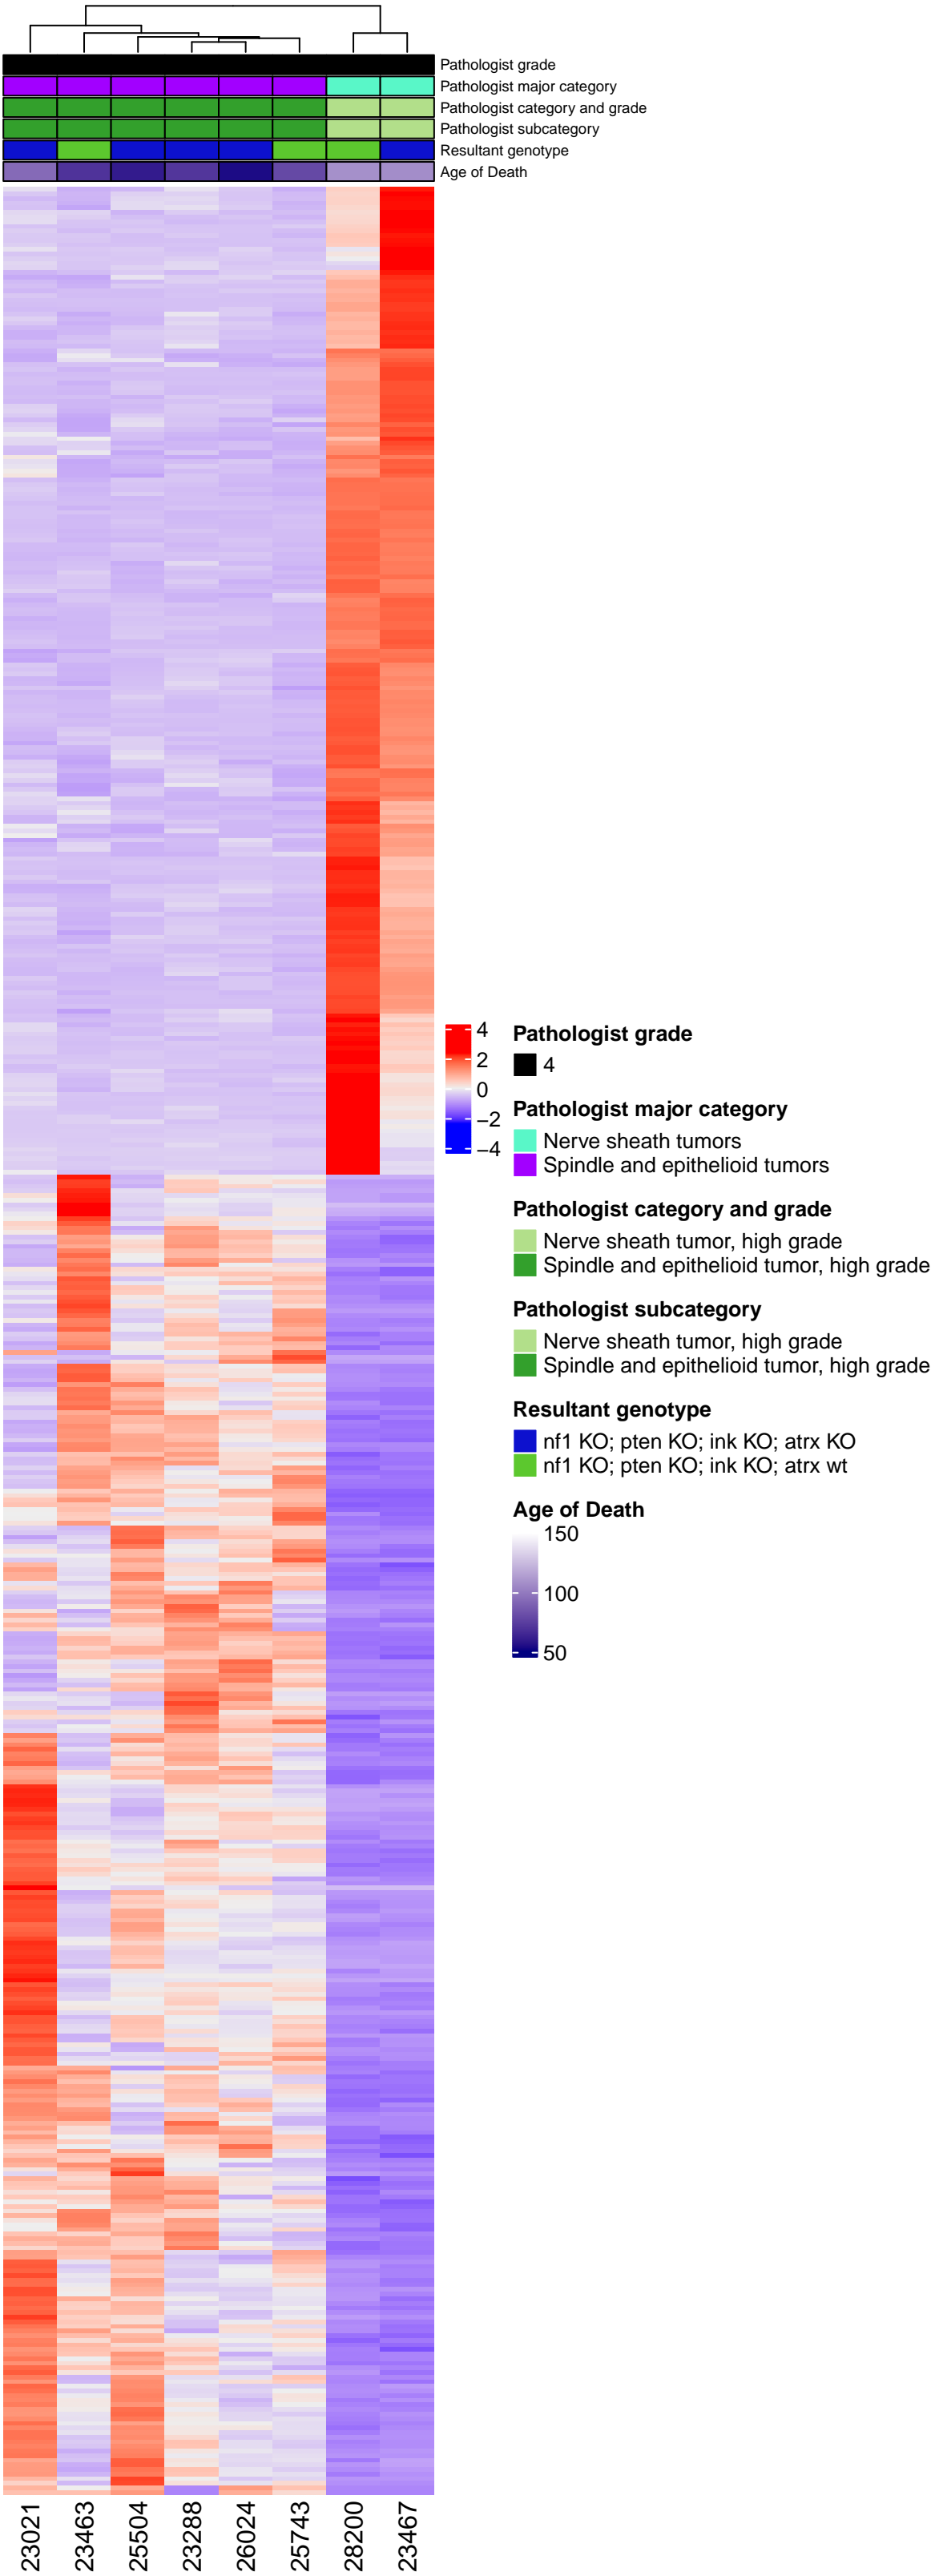 Pathologist grade
Pathologist major category
Pathologist category and grade
Pathologist subcategory
Resultant genotype
Age of Death
4
2
0
−2
−4
Pathologist grade
4
Pathologist major category
Nerve sheath tumors
Spindle and epithelioid tumors
Pathologist category and grade
Nerve sheath tumor, high grade
Spindle and epithelioid tumor, high grade
Pathologist subcategory
Nerve sheath tumor, high grade
Spindle and epithelioid tumor, high grade
Resultant genotype
nf1 KO; pten KO; ink KO; atrx KO
nf1 KO; pten KO; ink KO; atrx wt
Age of Death
150
100
50
23021
23463
25504
23288
26024
25743
28200
23467